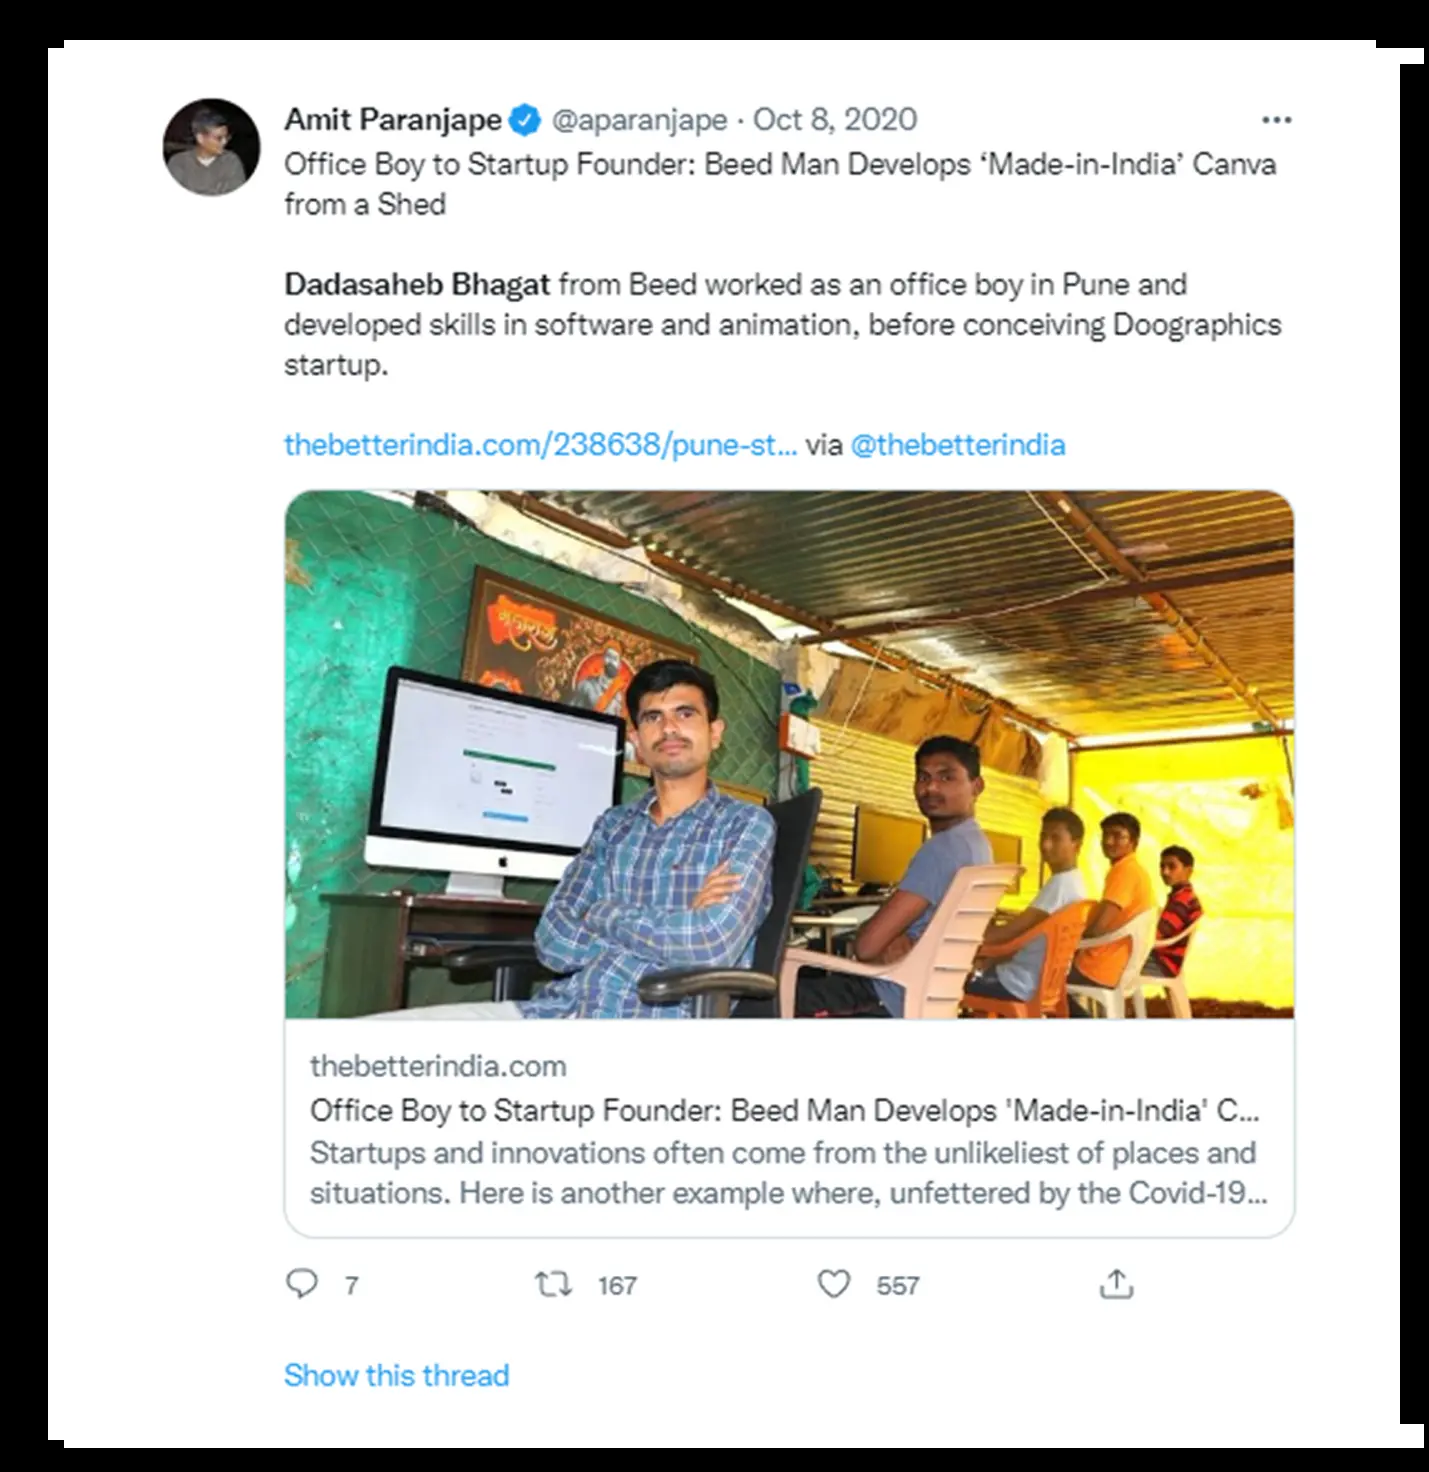 Amit Paranjape @aparanjape · Oct 8, 2020
Office Boy to Startup Founder: Beed Man Develops ‘Made-in-India’ Canva
from a Shed
Dadasaheb Bhagat from Beed worked as an office boy in Pune and
developed skills in software and animation, before conceiving Doographics
startup.
thebetterindia.com/238638/pune-st... via @thebetterindia
thebetterindia.com
Office Boy to Startup Founder: Beed Man Develops 'Made-in-India' C...
Startups and innovations often come from the unlikeliest of places and
situations. Here is another example where, unfettered by the Covid-19...
7 167 557
Show this thread